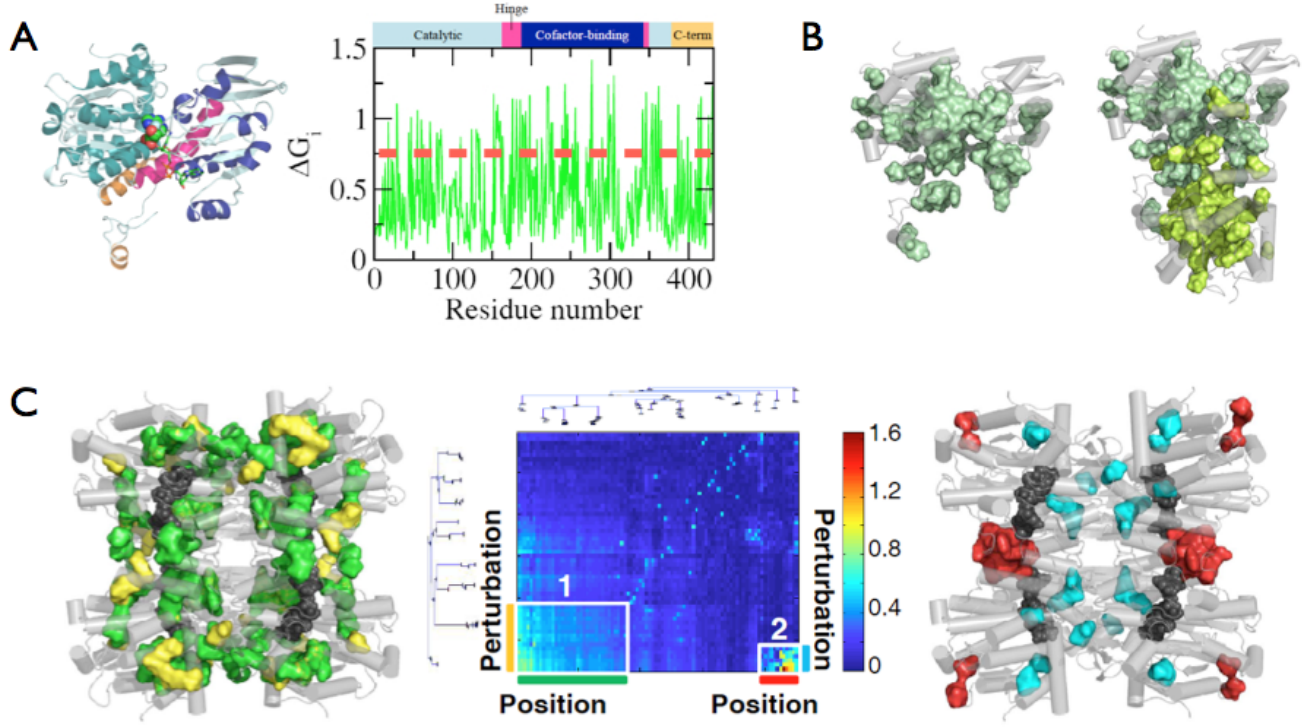 A
Hinge
Catalytic
Cofactor-binding
C-term
1.5
1
0.5
0
ΔG_i
0
100
200
300
400
Residue number
B
C
Perturbation
1
2
Perturbation
Position
Position
1.6
1.2
0.8
0.4
0